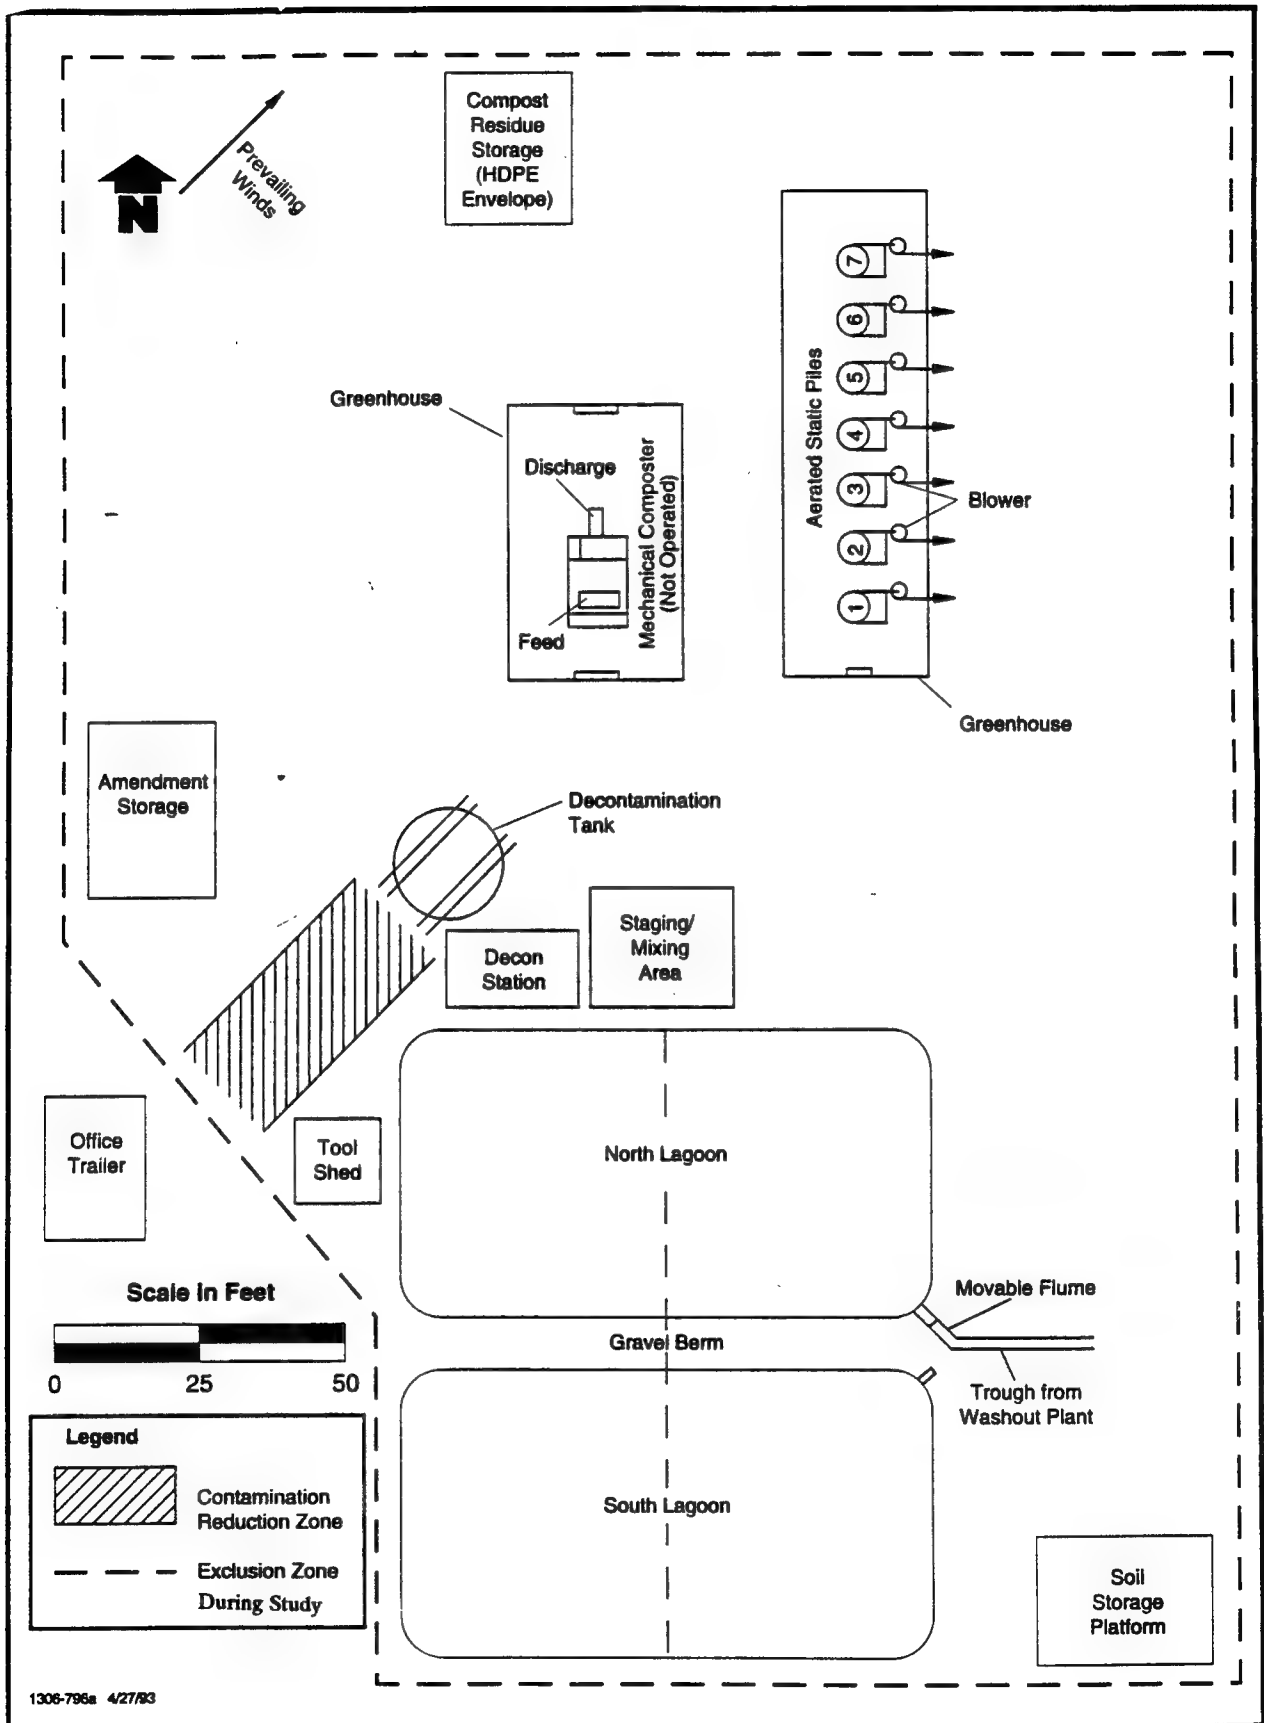 Compost
Residue
Storage
(HDPE
Envelope)
Prevailing
Winds
N
7
6
5
4
3
2
1
Aerated Static Piles
Blower
Greenhouse
Greenhouse
Discharge
Feed
Mechanical Composter
(Not Operated)
Amendment
Storage
Decontamination
Tank
Staging/
Mixing
Area
Decon
Station
Office
Trailer
Tool
Shed
North Lagoon
Movable Flume
Gravel Berm
Trough from
Washout Plant
South Lagoon
Soil
Storage
Platform
Scale in Feet
0 25 50
Legend
Contamination
Reduction Zone
Exclusion Zone
During Study
1306-796a 4/27/93